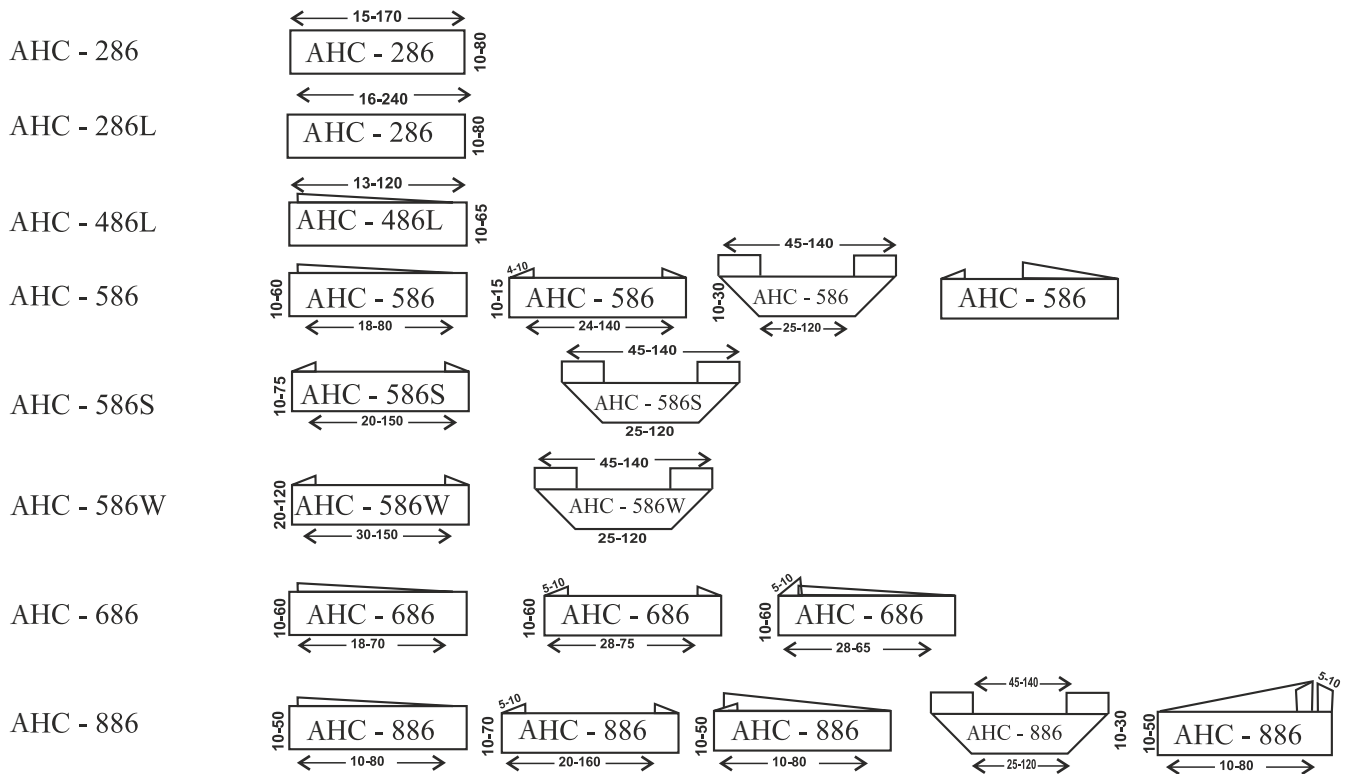 15-170
AHC - 286
AHC - 286
10-80
16-240
AHC - 286L
AHC - 286
10-80
13-120
AHC - 486L
AHC - 486L
10-65
AHC - 586
10-60
AHC - 586
18-80
4-10
10-15
AHC - 586
24-140
45-140
10-30
AHC - 586
25-120
AHC - 586
AHC - 586S
10-75
AHC - 586S
20-150
45-140
AHC - 586S
25-120
AHC - 586W
20-120
AHC - 586W
30-150
45-140
AHC - 586W
25-120
AHC - 686
10-60
AHC - 686
18-70
5-10
10-60
AHC - 686
28-75
5-10
10-60
AHC - 686
28-65
AHC - 886
10-50
AHC - 886
10-80
5-10
10-70
AHC - 886
20-160
10-50
AHC - 886
10-80
45-140
AHC - 886
10-30
25-120
5-10
10-50
AHC - 886
10-80